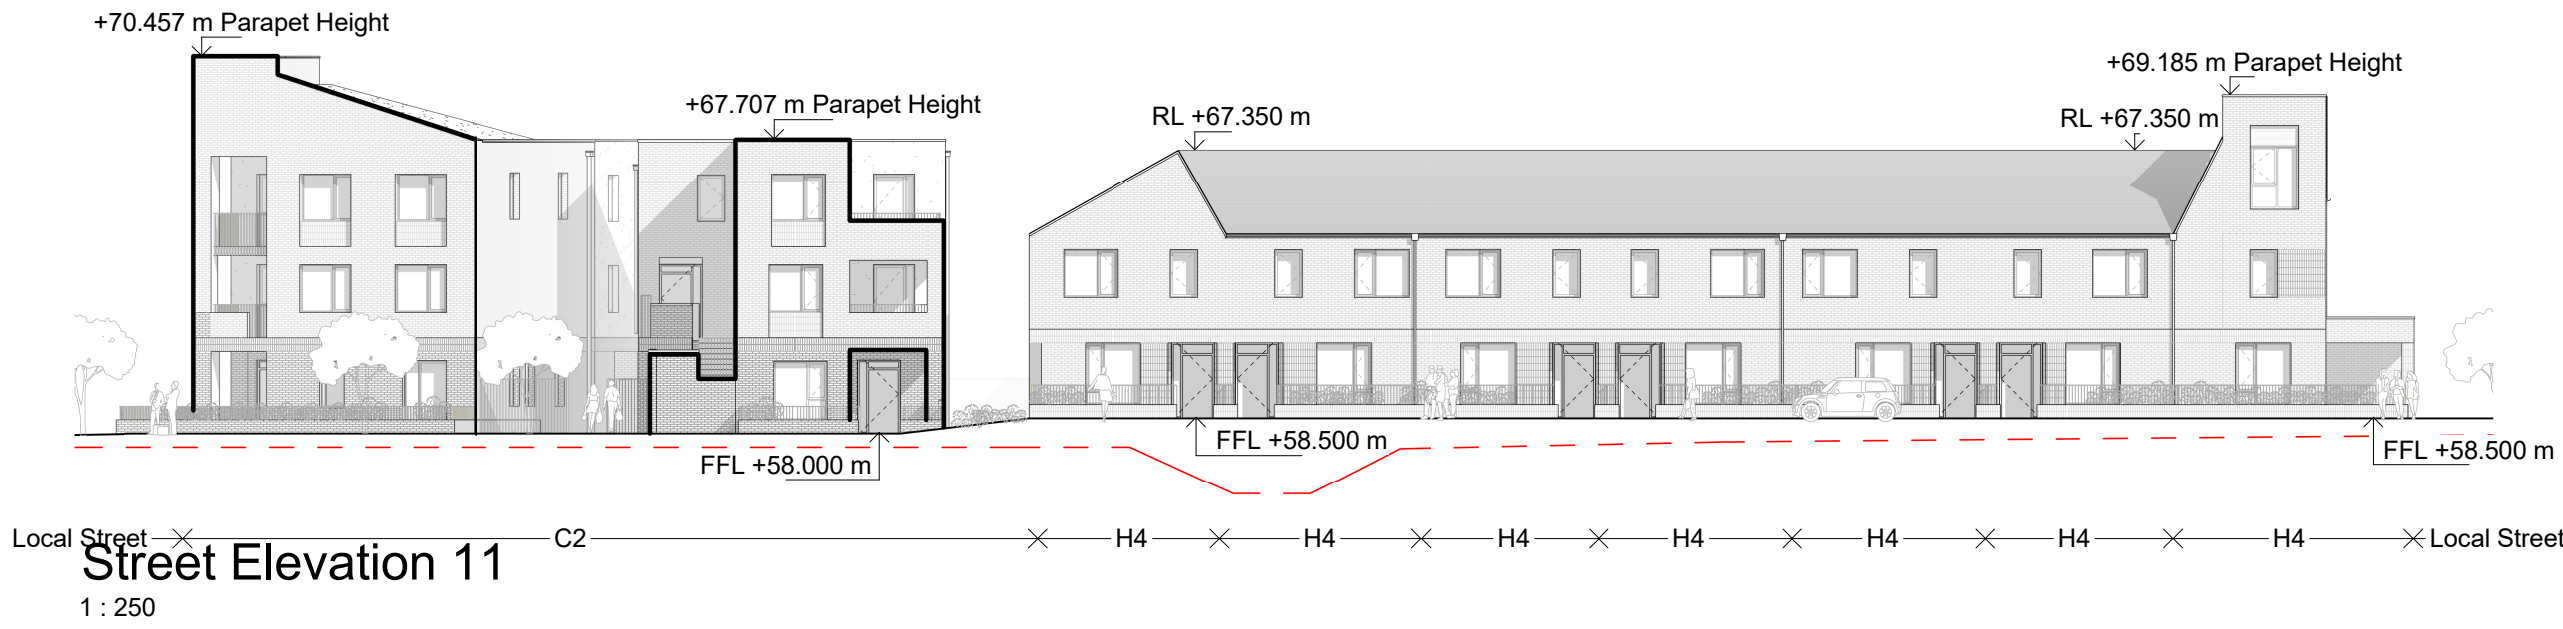 +70.457 m Parapet Height
+67.707 m Parapet Height
RL +67.350 m
RL +67.350 m
+69.185 m Parapet Height
FFL +58.000 m
FFL +58.500 m
FFL +58.500 m
Local Street C2 H4 H4 H4 H4 H4 H4 H4 Local Street
Street Elevation 11
1 : 250